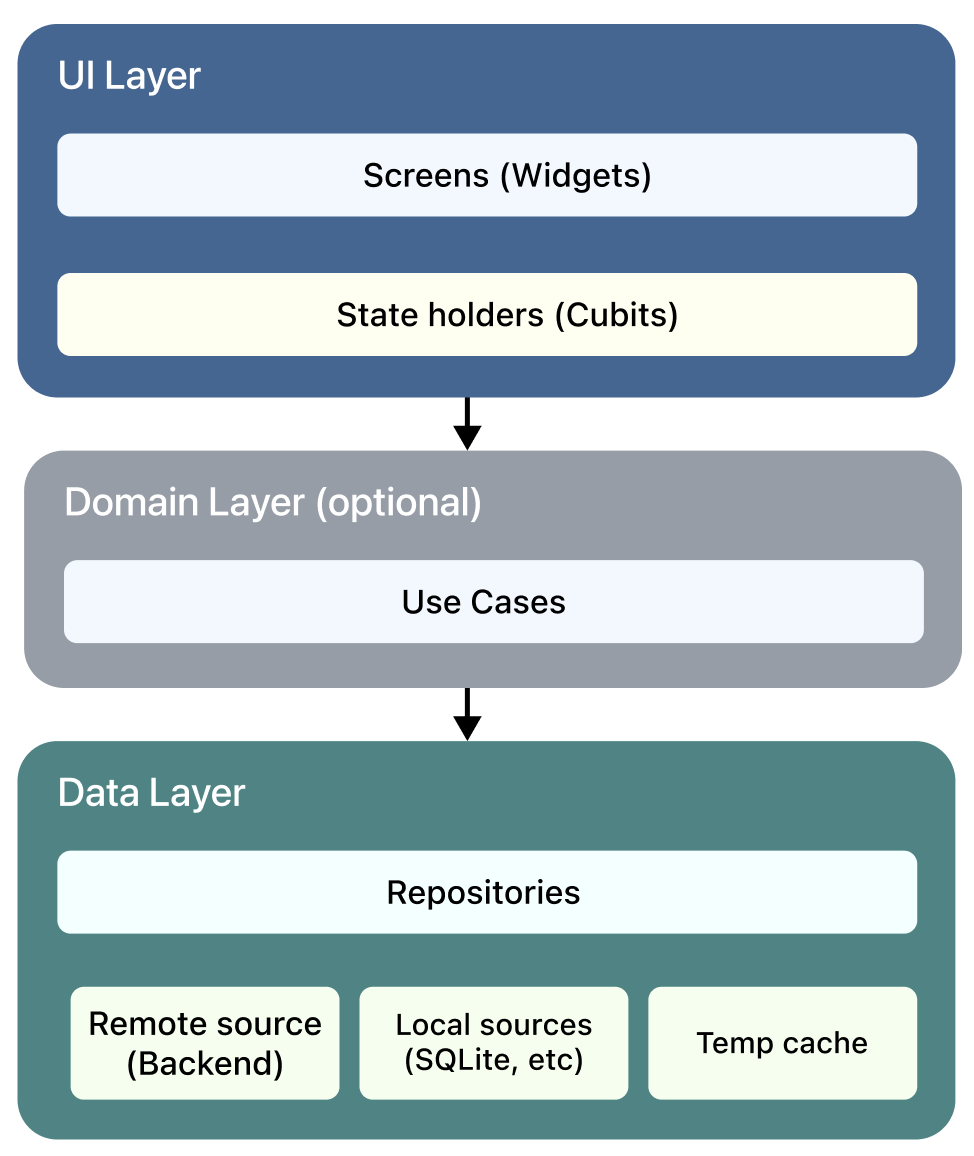 UI Layer
Screens (Widgets)
State holders (Cubits)
Domain Layer (optional)
Use Cases
Data Layer
Repositories
Remote source
(Backend)
Local sources
(SQLite, etc)
Temp cache